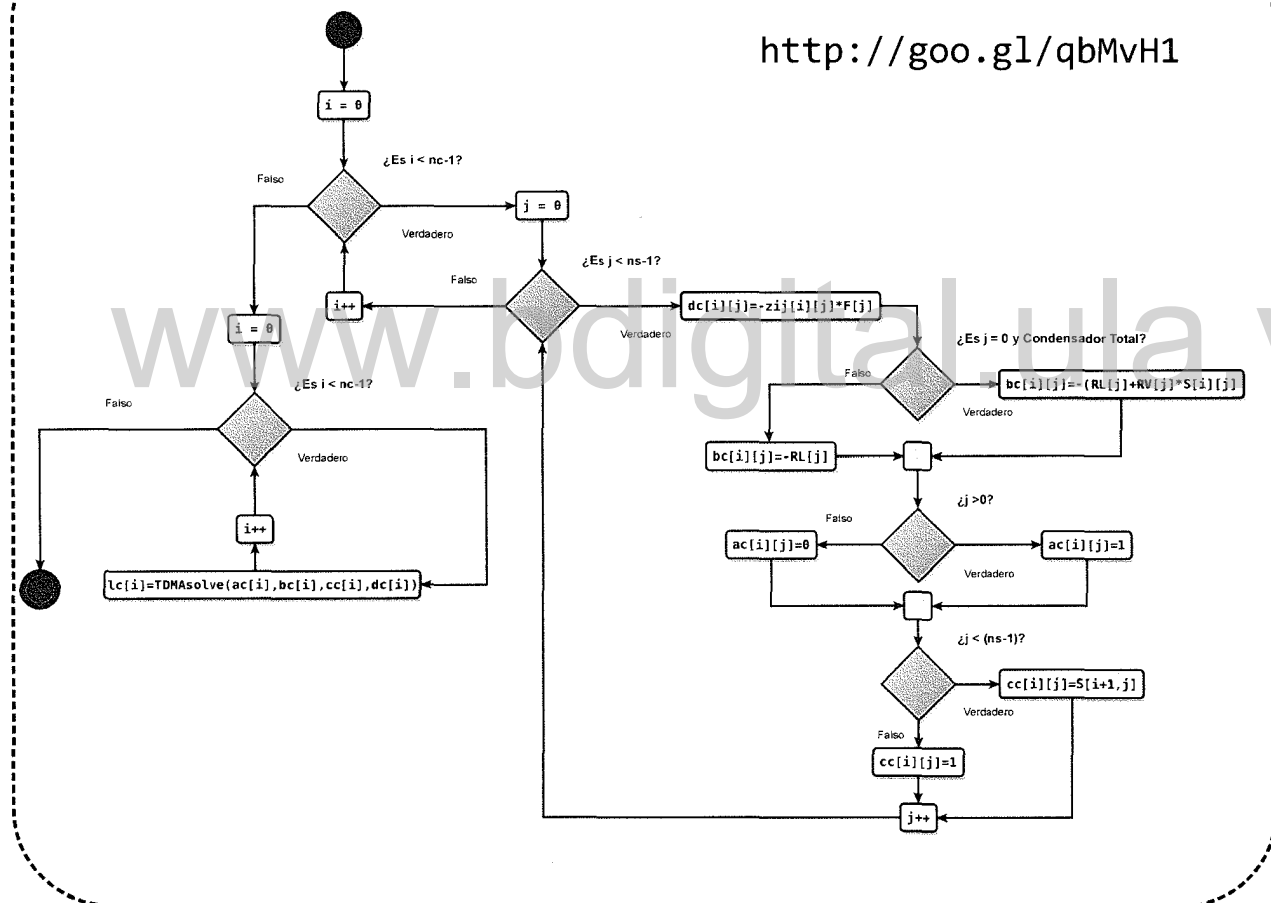 http://goo.gl/qbMvH1
i = 0
¿Es i < nc-1?
Falso
Verdadero
j = 0
¿Es j < ns-1?
Falso
Verdadero
i++
dc[i][j]=-zij[i][j]*F[j]
i = 0
¿Es j = 0 y Condensador Total?
Falso
Verdadero
bc[i][j]=-(RL[j]+RV[j]*S[i][j]
¿Es i < nc-1?
Falso
Verdadero
bc[i][j]=-RL[j]
¿j >0?
Falso
Verdadero
ac[i][j]=0
ac[i][j]=1
i++
lc[i]=TDMAsolve(ac[i],bc[i],cc[i],dc[i])
¿j < (ns-1)?
cc[i][j]=S[i+1,j]
Verdadero
Falso
cc[i][j]=1
j++
www.bdigital.ula.v